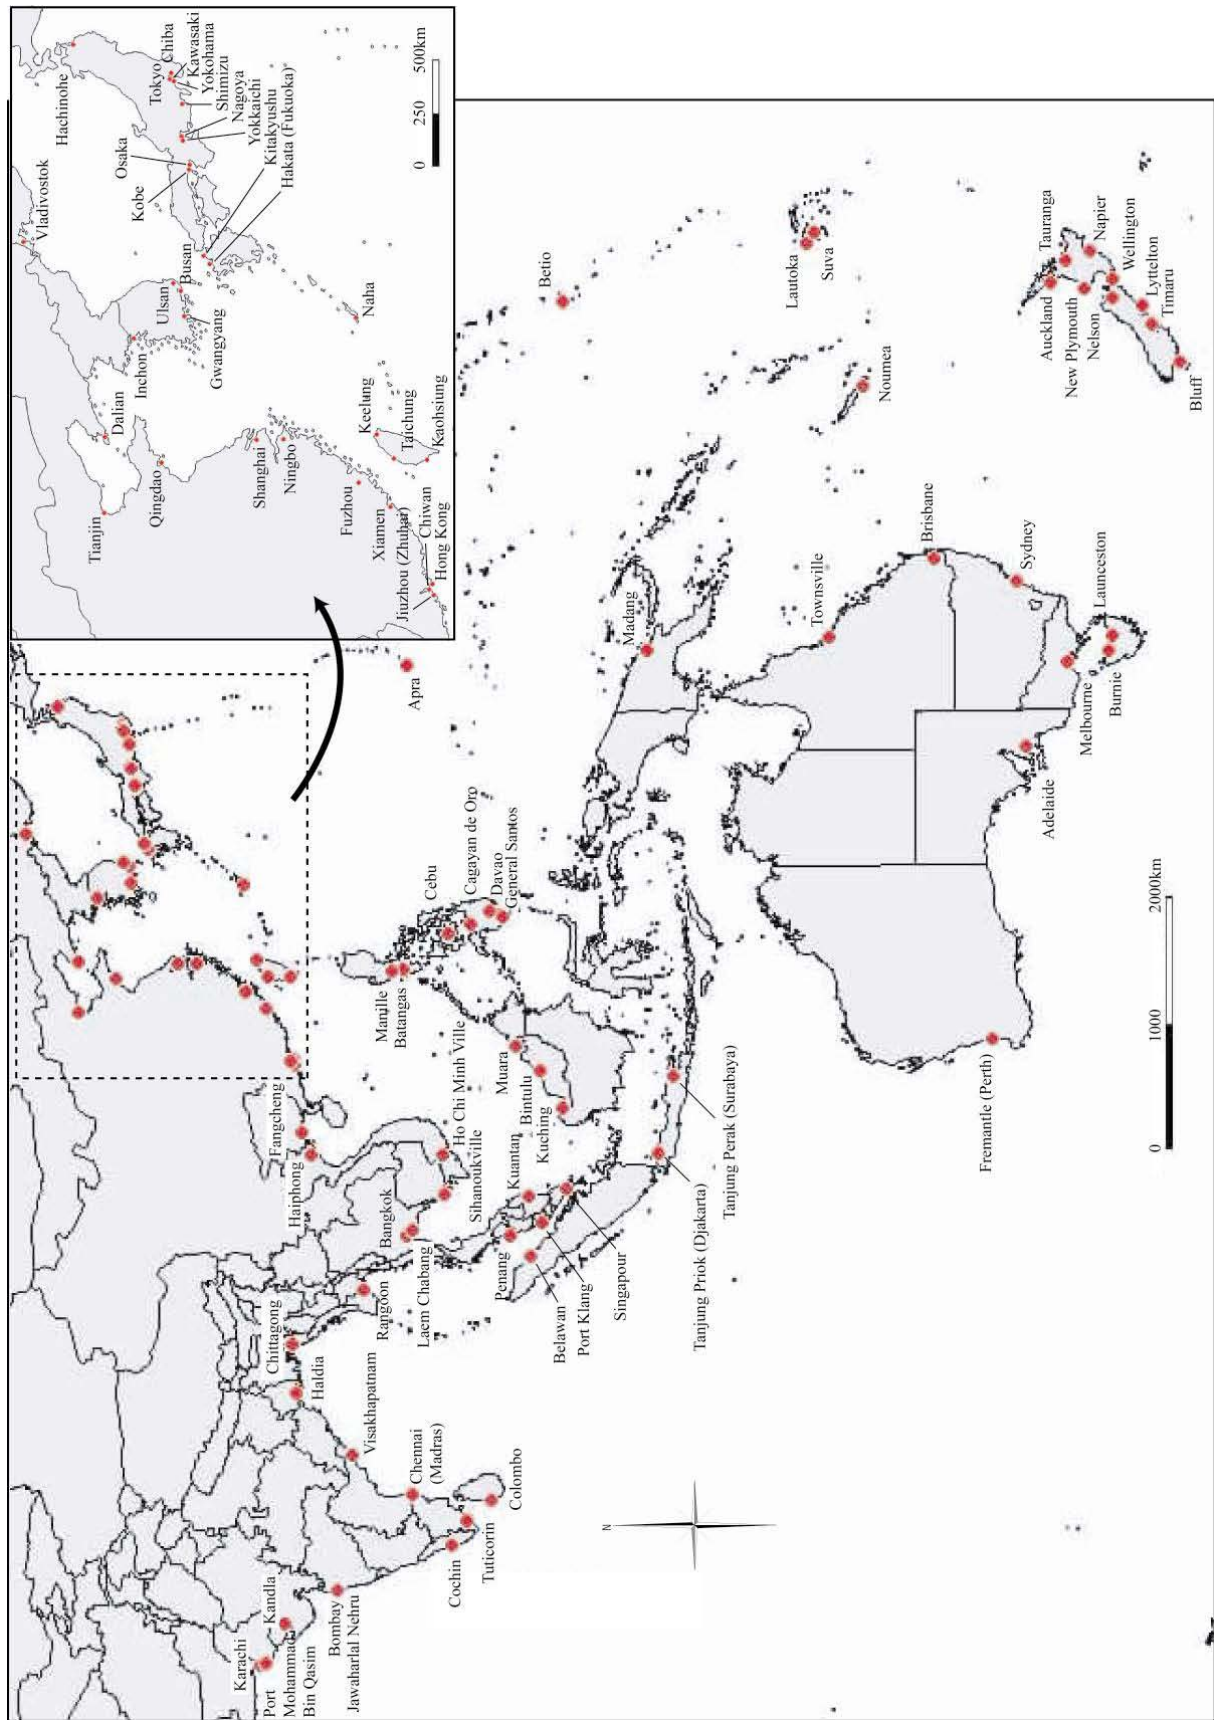 Vladivostok
Hachinohe
Tokyo
Chiba
Kawasaki
Yokohama
Shimizu
Nagoya
Yokkaichi
Kitakyushu
Hakata (Fukuoka)
Osaka
Kobe
Busan
Ulsan
Gwangyang
Inchon
Dalian
Tianjin
Qingdao
Shanghai
Ningbo
Naha
Keelung
Taichung
Kaohsiung
Fuzhou
Xiamen
Jiuzhou (Zhuhai)
Chiwan
Hong Kong
0
250
500km
Karachi
Port
Mohammad
Bin Qasim
Kandla
Bombay
Jawaharlal Nehru
Cochin
Tuticorin
Colombo
Chennai
(Madras)
Visakhapatnam
Haldia
Chittagong
Rangoon
Bangkok
Laem Chabang
Sihanoukville
Ho Chi Minh Ville
Haiphong
Fangcheng
Manille
Batangas
Cebu
Cagayan de Oro
Davao
General Santos
Muara
Bintulu
Kuching
Kuantan
Penang
Belawan
Port Klang
Singapour
Tanjung Priok (Djakarta)
Tanjung Perak (Surabaya)
Apra
Madang
Betio
Lautoka
Suva
Noumea
Townsville
Brisbane
Sydney
Melbourne
Burnie
Launceston
Adelaide
Fremantle (Perth)
Auckland
Tauranga
New Plymouth
Napier
Nelson
Wellington
Lyttelton
Timaru
Bluff
N
0
1000
2000km